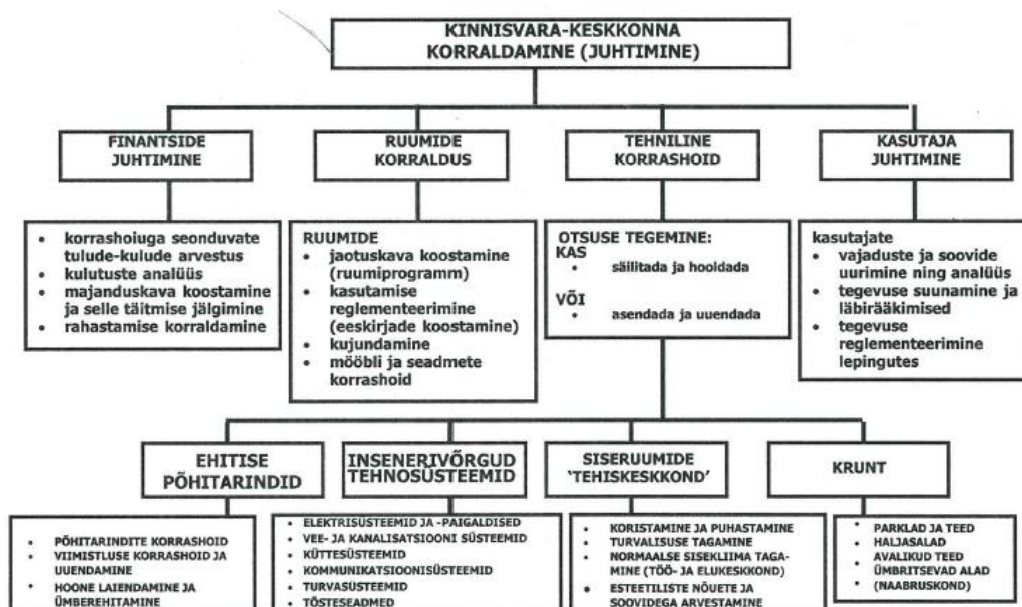 KINNISVARA-KESKKONNA
KORRALDAMINE (JUHTIMINE)
FINANTSIDE
JUHTIMINE
RUUMIDE
KORRALDUS
TEHNILINE
KORRASHOID
KASUTAJA
JUHTIMINE
• korrashoiuga seonduvate
tulude-kulude arvestus
• kulutuste analüüs
• majanduskava koostamine
ja selle täitmise jälgimine
• rahastamise korraldamine
RUUMIDE
• jaotuskava koostamine
(ruumiprogramm)
• kasutamise
reglementeerimine
(eeskirjade koostamine)
• kujundamine
• mööbli ja seadmete
korrashoid
OTSUSE TEGEMINE:
KAS
• säilitada ja hooldada
VÕI
• asendada ja uuendada
kasutajate
• vajaduste ja soovide
uurimine ning analüüs
• tegevuse suunamine ja
läbirääkimised
• tegevuse
reglementeerimine
lepingutes
EHITISE
PÕHITARINDID
INSENERIVÕRGUD
TEHNOSÜSTEEMID
SISERUUMIDE
'TEHISKESKKOND'
KRUNT
• PÕHITARINDITE KORRASHOID
• VIIMISTLUSE KORRASHOID JA
UUENDAMINE
• HOONE LAIENDAMINE JA
ÜMBEREHITAMINE
• ELEKTRISÜSTEEMID JA -PAIGALDISED
• VEE- JA KANALISATSIOONI SÜSTEEMID
• KÜTTESÜSTEEMID
• KOMMUNIKATSIOONISÜSTEEMID
• TURVASÜSTEEMID
• TÕSTESEADMED
• KORISTAMINE JA PUHASTAMINE
• TURVALISUSE TAGAMINE
• NORMAALSE SISEKLIIMA TAGA-
MINE (TÖÖ- JA ELUKESKKOND)
• ESTEETILISTE NÕUETE JA
SOOVIDEGA ARVESTAMINE
• PARKLAD JA TEED
• HALJASALAD
• AVALIKUD TEED
• ÜMBRITSEVAD ALAD
• (NAABRUSKOND)